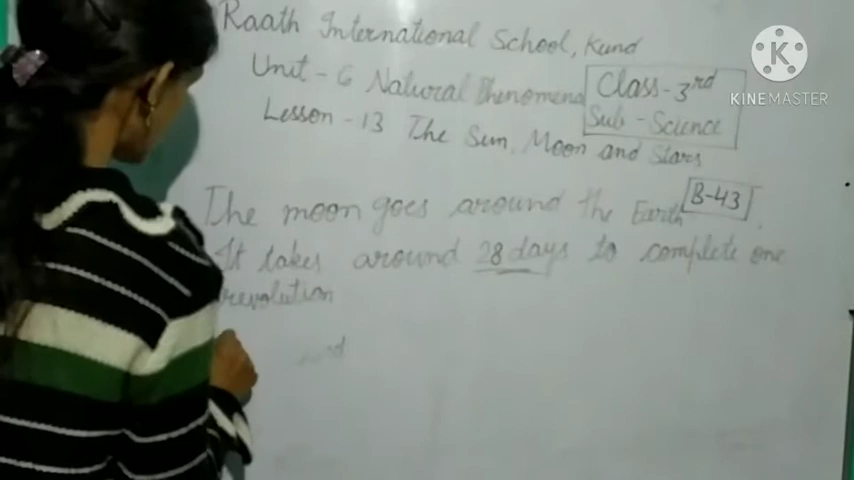 Raath International School, Kund
Unit - 6 Natural Phenomena
Class - 3rd
Sub - Science
Lesson - 13 The Sun, Moon and Stars
B-43
The moon goes around the Earth.
It takes around 28 days to complete one
revolution
KINEMASTER